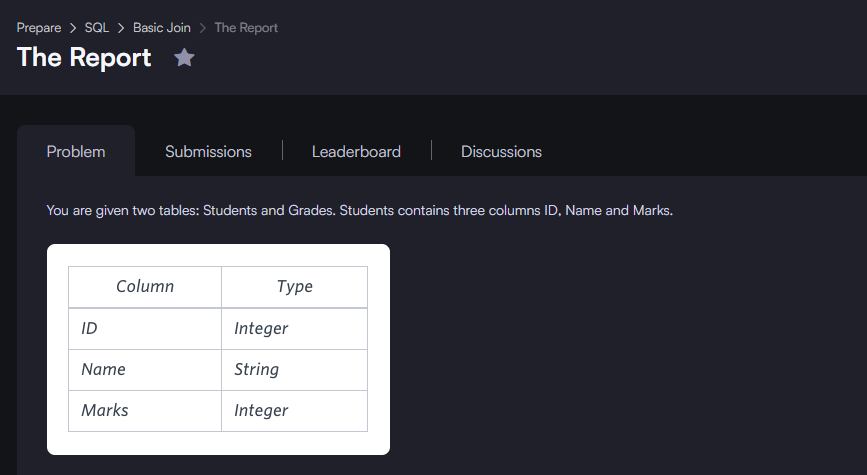 Prepare > SQL > Basic Join > The Report
The Report
Problem Submissions Leaderboard Discussions
You are given two tables: Students and Grades. Students contains three columns ID, Name and Marks.
Column Type
ID Integer
Name String
Marks Integer